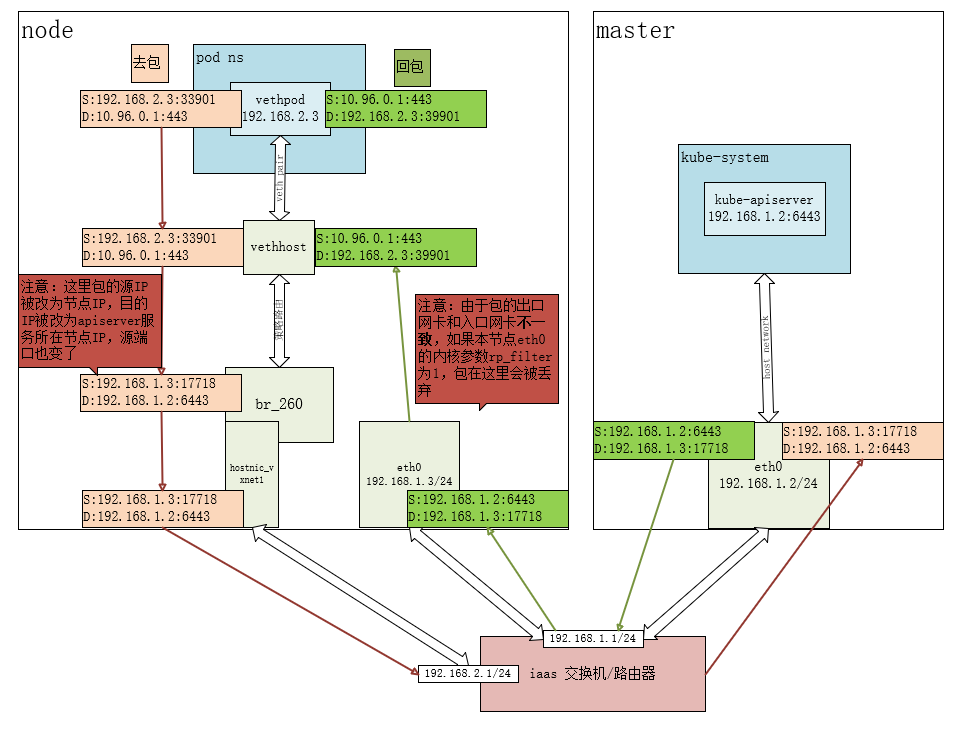 node
master
去包
pod ns
回包
S:192.168.2.3:33901
D:10.96.0.1:443
vethpod
192.168.2.3
S:10.96.0.1:443
D:192.168.2.3:39901
veth pair
kube-system
kube-apiserver
192.168.1.2:6443
S:192.168.2.3:33901
D:10.96.0.1:443
vethhost
S:10.96.0.1:443
D:192.168.2.3:39901
注意：这里包的源IP
被改为节点IP，目的
IP被改为apiserver服
务所在节点IP，源端
口也变了
策略路由
注意：由于包的出口
网卡和入口网卡不一
致，如果本节点eth0
的内核参数rp_filter
为1，包在这里会被丢
弃
host network
S:192.168.1.3:17718
D:192.168.1.2:6443
br_260
hostnic_v
xnet1
eth0
192.168.1.3/24
S:192.168.1.2:6443
D:192.168.1.3:17718
S:192.168.1.3:17718
D:192.168.1.2:6443
eth0
192.168.1.2/24
S:192.168.1.3:17718
D:192.168.1.2:6443
S:192.168.1.2:6443
D:192.168.1.3:17718
192.168.1.1/24
192.168.2.1/24
iaas 交换机/路由器